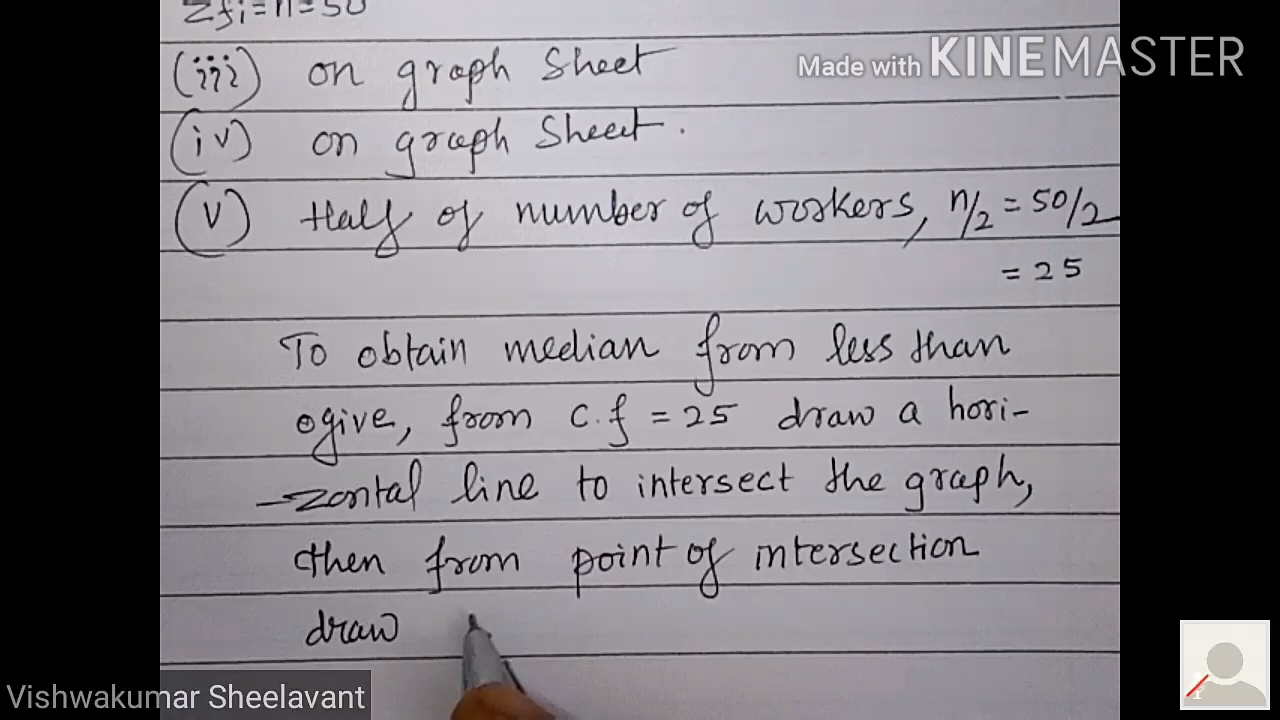 Σfi = n = 50
(iii) on graph Sheet
Made with KINEMASTER
(iv) on graph Sheet.
(v) Half of number of workers, n/2 = 50/2
= 25
To obtain median from less than
ogive, from c.f = 25 draw a hori-
-zontal line to intersect the graph,
then from point of intersection
draw
Vishwakumar Sheelavant